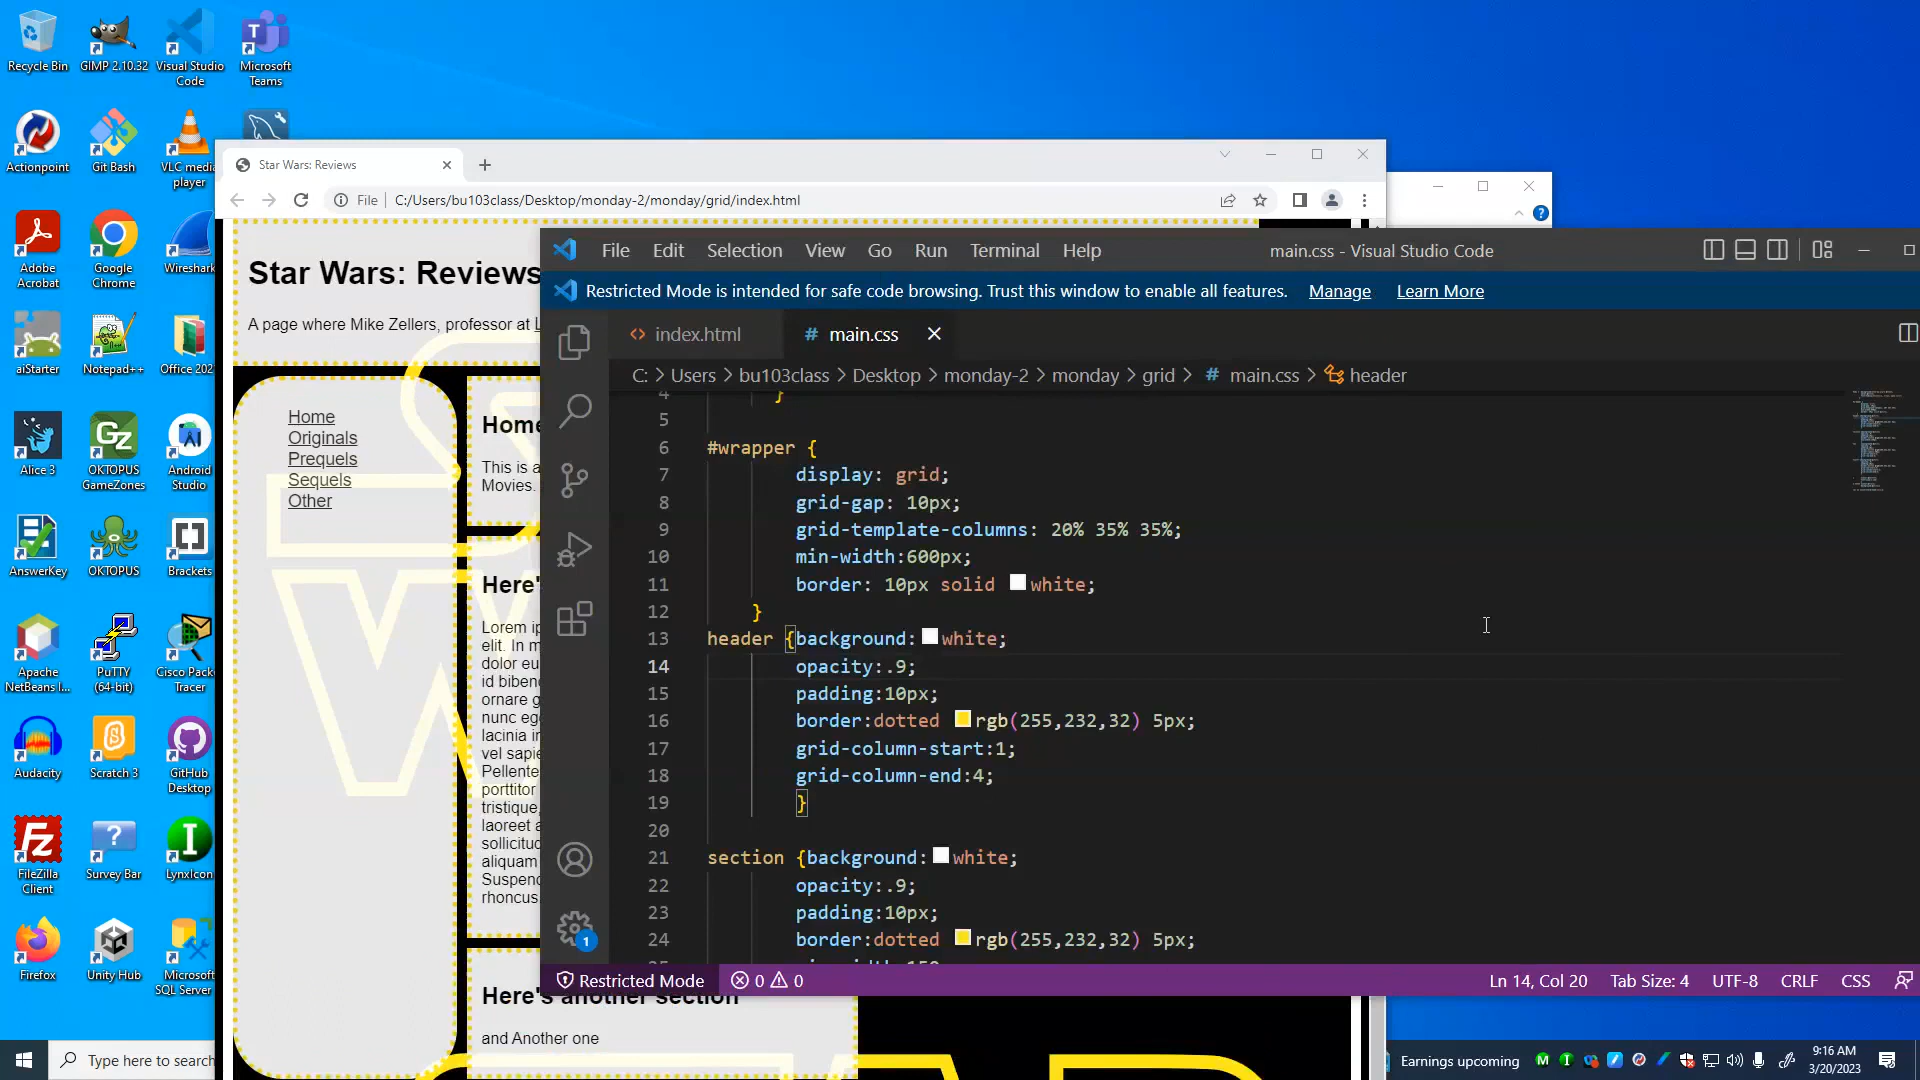 Recycle Bin
GIMP 2.10.32
Visual Studio
Code
Microsoft
Teams
Actionpoint
Git Bash
VLC media
player
Adobe
Acrobat
Google
Chrome
Wireshark
aiStarter
Notepad++
Office 202
Alice 3
OKTOPUS
GameZones
Android
Studio
AnswerKey
OKTOPUS
Brackets
Apache
NetBeans I...
PuTTY
(64-bit)
Cisco Pack
Tracer
Audacity
Scratch 3
GitHub
Desktop
FileZilla
Client
Survey Bar
LynxIcon
Firefox
Unity Hub
Microsoft
SQL Server
Star Wars: Reviews
File
C:/Users/bu103class/Desktop/monday-2/monday/grid/index.html
Star Wars: Reviews
A page where Mike Zellers, professor at
Home
Originals
Prequels
Sequels
Other
Home
This is a
Movies.
Here'
Lorem ip
elit. In m
dolor eu
id biben
ornare g
nunc eg
lacinia in
vel sapie
Pellente
porttitor
tristique,
laoreet a
sollicitud
aliquam
Suspend
rhoncus.
Here's another section
and Another one
File Edit Selection View Go Run Terminal Help
main.css - Visual Studio Code
Restricted Mode is intended for safe code browsing. Trust this window to enable all features. Manage Learn More
<> index.html
# main.css
C: > Users > bu103class > Desktop > monday-2 > monday > grid > # main.css > header
4 }
5
6 #wrapper {
7 display: grid;
8 grid-gap: 10px;
9 grid-template-columns: 20% 35% 35%;
10 min-width:600px;
11 border: 10px solid white;
12 }
13 header {background: white;
14 opacity:.9;
15 padding:10px;
16 border:dotted rgb(255,232,32) 5px;
17 grid-column-start:1;
18 grid-column-end:4;
19 }
20
21 section {background: white;
22 opacity:.9;
23 padding:10px;
24 border:dotted rgb(255,232,32) 5px;
1
Restricted Mode
0 0
Ln 14, Col 20 Tab Size: 4 UTF-8 CRLF CSS
Type here to search
Earnings upcoming
9:16 AM
3/20/2023